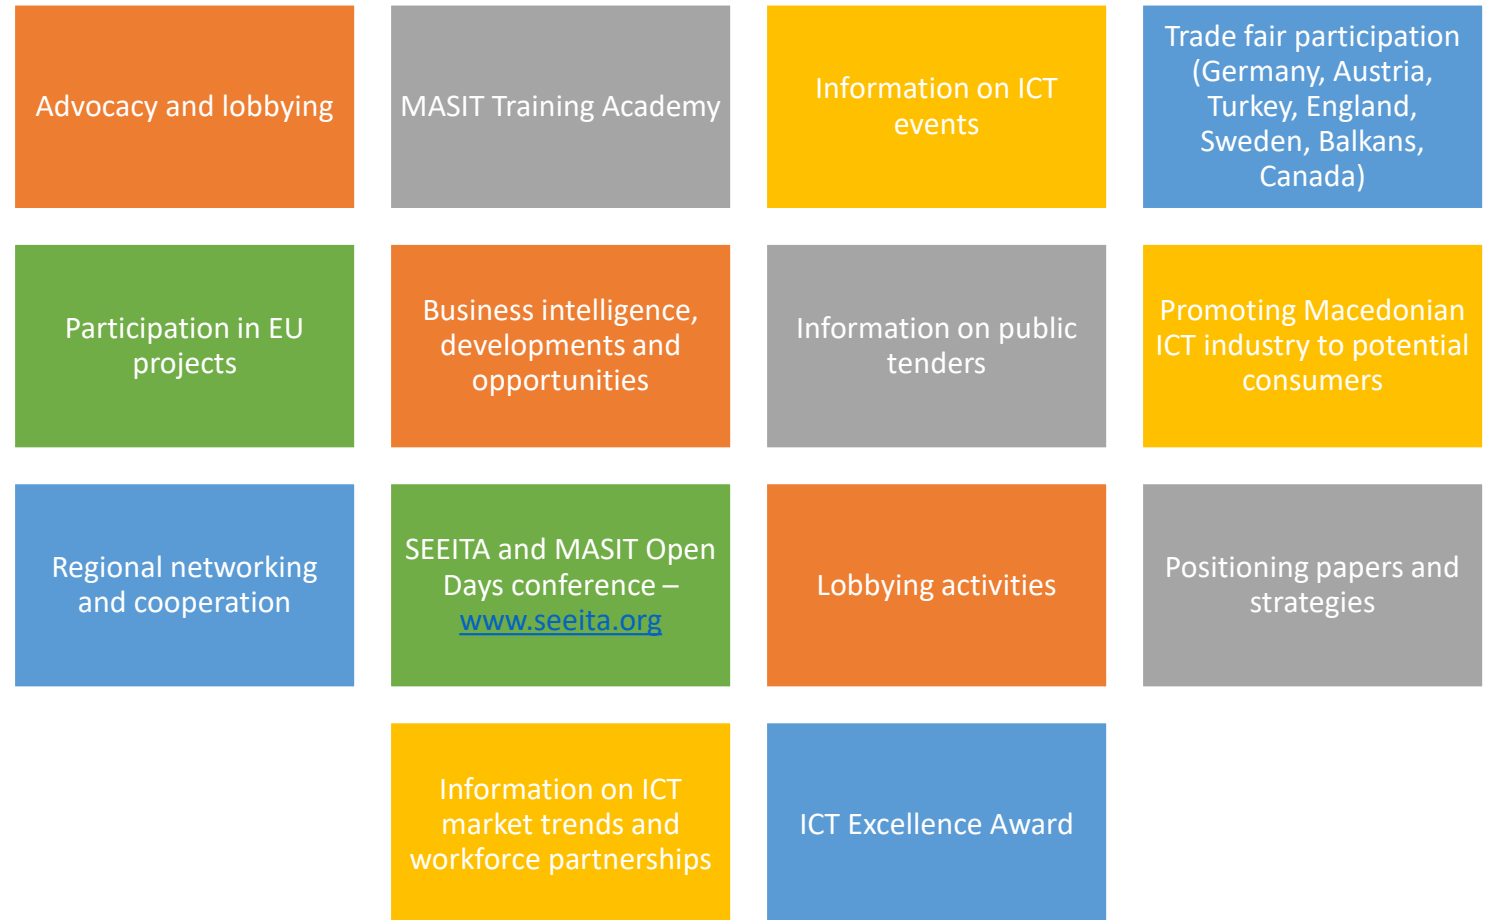 Advocacy and lobbying
MASIT Training Academy
Information on ICT
events
Trade fair participation
(Germany, Austria,
Turkey, England,
Sweden, Balkans,
Canada)
Participation in EU
projects
Business intelligence,
developments and
opportunities
Information on public
tenders
Promoting Macedonian
ICT industry to potential
consumers
Regional networking
and cooperation
SEEITA and MASIT Open
Days conference –
www.seeita.org
Lobbying activities
Positioning papers and
strategies
Information on ICT
market trends and
workforce partnerships
ICT Excellence Award